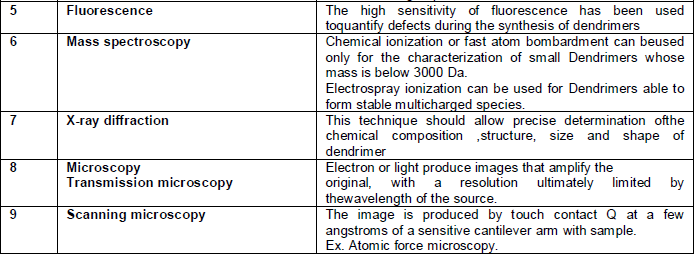 5 Fluorescence The high sensitivity of fluorescence has been used
toquantify defects during the synthesis of dendrimers
6 Mass spectroscopy Chemical ionization or fast atom bombardment can beused
only for the characterization of small Dendrimers whose
mass is below 3000 Da.
Electrospray ionization can be used for Dendrimers able to
form stable multicharged species.
7 X-ray diffraction This technique should allow precise determination ofthe
chemical composition ,structure, size and shape of
dendrimer
8 Microscopy Electron or light produce images that amplify the
Transmission microscopy original, with a resolution ultimately limited by
thewavelength of the source.
9 Scanning microscopy The image is produced by touch contact Q at a few
angstroms of a sensitive cantilever arm with sample.
Ex. Atomic force microscopy.